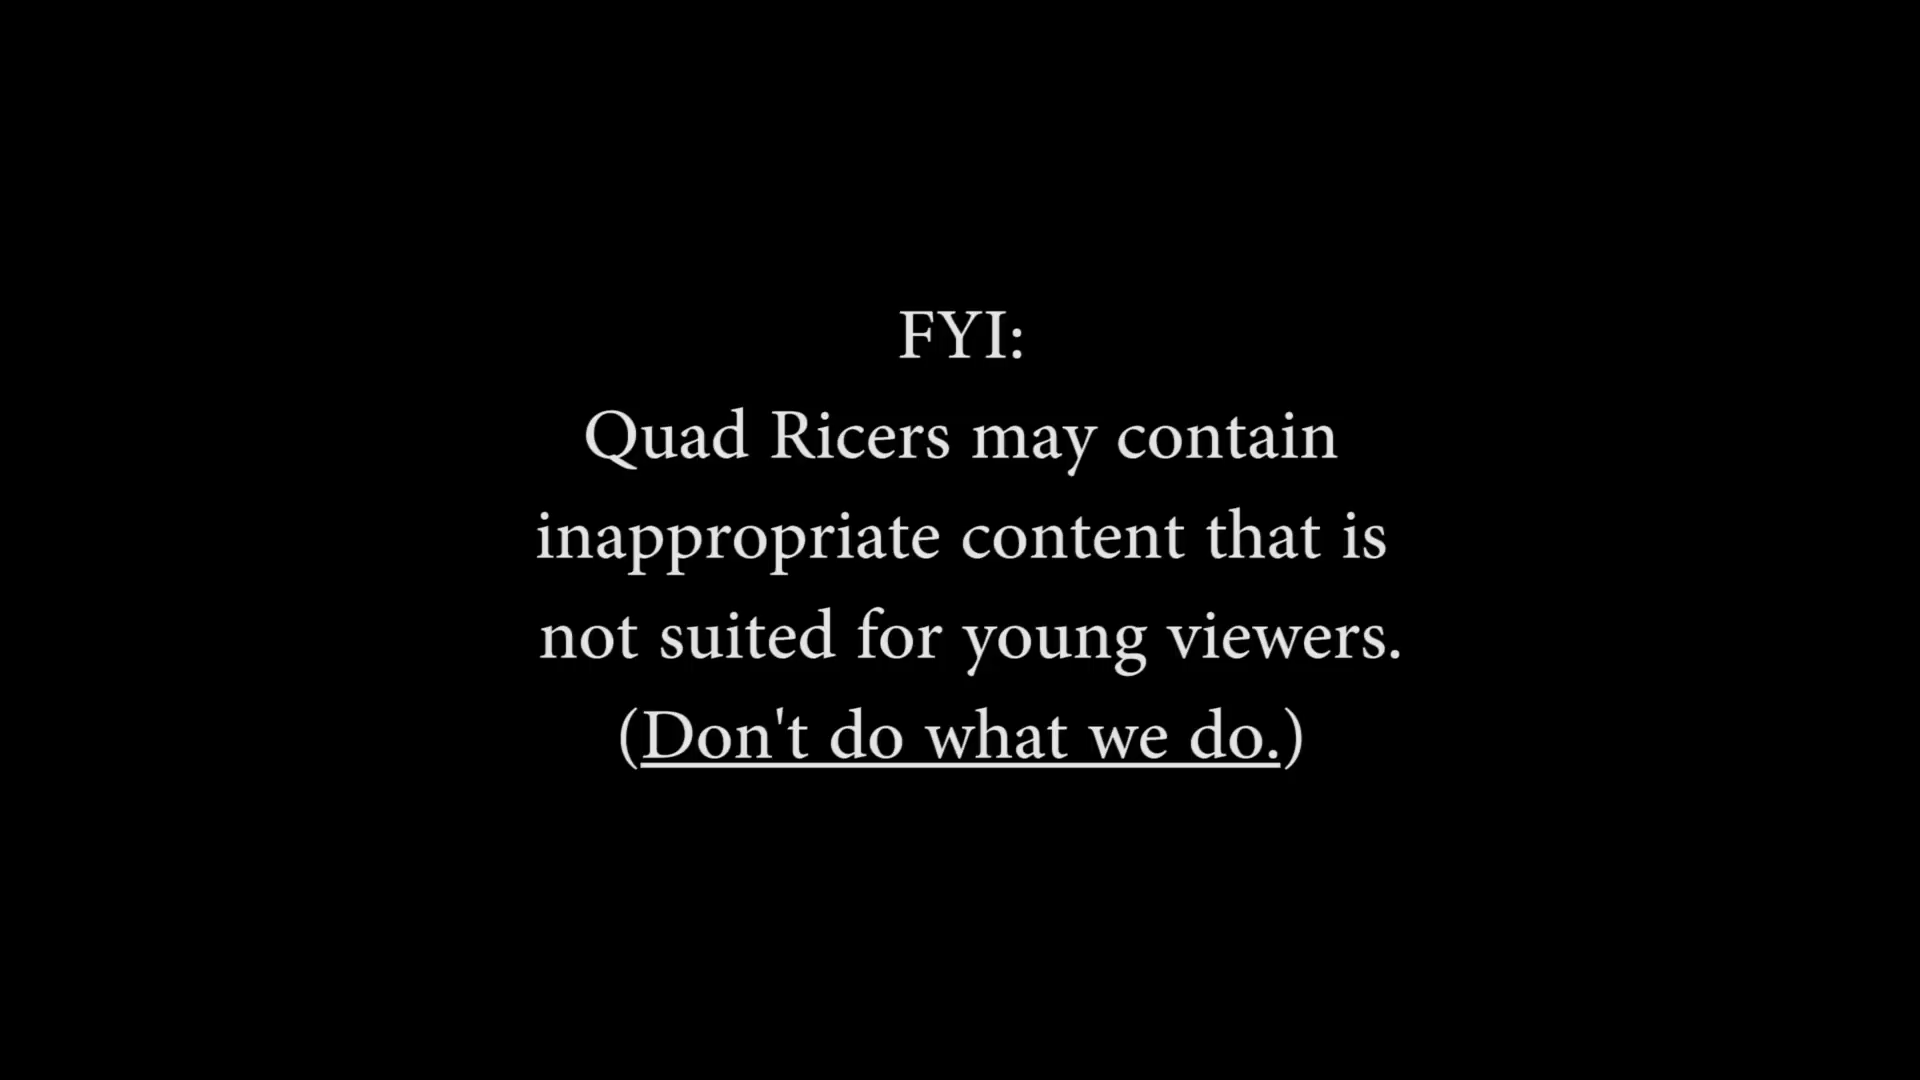 FYI:
Quad Ricers may contain
inappropriate content that is
not suited for young viewers.
(Don't do what we do.)